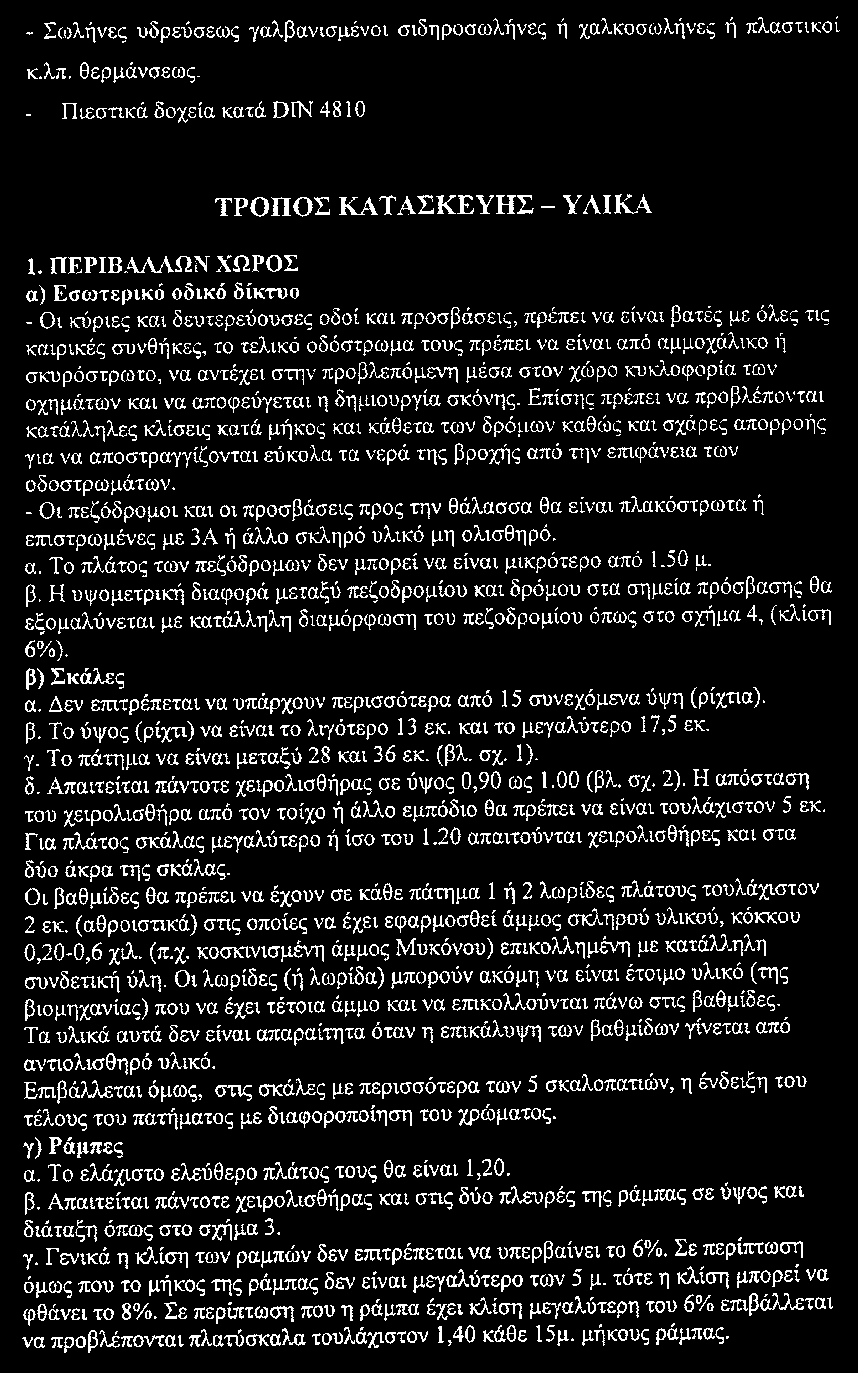 - Σωλήνες υδρεύσεως γαλβανισμένοι σιδηροσωλήνες ή χαλκοσωλήνες ή πλαστικοί
κ.λπ. θερμάνσεως.
- Πιεστικά δοχεία κατά DIN 4810
ΤΡΟΠΟΣ ΚΑΤΑΣΚΕΥΗΣ – ΥΛΙΚΑ
1. ΠΕΡΙΒΑΛΛΩΝ ΧΩΡΟΣ
α) Εσωτερικό οδικό δίκτυο
- Οι κύριες και δευτερεύουσες οδοί και προσβάσεις, πρέπει να είναι βατές με όλες τις
καιρικές συνθήκες, το τελικό οδόστρωμα τους πρέπει να είναι από αμμοχάλικο ή
σκυρόστρωτο, να αντέχει στην προβλεπόμενη μέσα στον χώρο κυκλοφορία των
οχημάτων και να αποφεύγεται η δημιουργία σκόνης. Επίσης πρέπει να προβλέπονται
κατάλληλες κλίσεις κατά μήκος και κάθετα των δρόμων καθώς και σχάρες απορροής
για να αποστραγγίζονται εύκολα τα νερά της βροχής από την επιφάνεια των
οδοστρωμάτων.
- Οι πεζόδρομοι και οι προσβάσεις προς την θάλασσα θα είναι πλακόστρωτα ή
επιστρωμένες με 3Α ή άλλο σκληρό υλικό μη ολισθηρό.
α. Το πλάτος των πεζόδρομων δεν μπορεί να είναι μικρότερο από 1.50 μ.
β. Η υψομετρική διαφορά μεταξύ πεζοδρομίου και δρόμου στα σημεία πρόσβασης θα
εξομαλύνεται με κατάλληλη διαμόρφωση του πεζοδρομίου όπως στο σχήμα 4, (κλίση
6%).
β) Σκάλες
α. Δεν επιτρέπεται να υπάρχουν περισσότερα από 15 συνεχόμενα ύψη (ρίχτια).
β. Το ύψος (ρίχτι) να είναι το λιγότερο 13 εκ. και το μεγαλύτερο 17,5 εκ.
γ. Το πάτημα να είναι μεταξύ 28 και 36 εκ. (βλ. σχ. 1).
δ. Απαιτείται πάντοτε χειρολισθήρας σε ύψος 0,90 ως 1.00 (βλ. σχ. 2). Η απόσταση
του χειρολισθήρα από τον τοίχο ή άλλο εμπόδιο θα πρέπει να είναι τουλάχιστον 5 εκ.
Για πλάτος σκάλας μεγαλύτερο ή ίσο του 1.20 απαιτούνται χειρολισθήρες και στα
δύο άκρα της σκάλας.
Οι βαθμίδες θα πρέπει να έχουν σε κάθε πάτημα 1 ή 2 λωρίδες πλάτους τουλάχιστον
2 εκ. (αθροιστικά) στις οποίες να έχει εφαρμοσθεί άμμος σκληρού υλικού, κόκκου
0,20-0,6 χιλ. (π.χ. κοσκινισμένη άμμος Μυκόνου) επικολλημένη με κατάλληλη
συνδετική ύλη. Οι λωρίδες (ή λωρίδα) μπορούν ακόμη να είναι έτοιμο υλικό (της
βιομηχανίας) που να έχει τέτοια άμμο και να επικολλούνται πάνω στις βαθμίδες.
Τα υλικά αυτά δεν είναι απαραίτητα όταν η επικάλυψη των βαθμίδων γίνεται από
αντιολισθηρό υλικό.
Επιβάλλεται όμως, στις σκάλες με περισσότερα των 5 σκαλοπατιών, η ένδειξη του
τέλους του πατήματος με διαφοροποίηση του χρώματος.
γ) Ράμπες
α. Το ελάχιστο ελεύθερο πλάτος τους θα είναι 1,20.
β. Απαιτείται πάντοτε χειρολισθήρας και στις δύο πλευρές της ράμπας σε ύψος και
διάταξη όπως στο σχήμα 3.
γ. Γενικά η κλίση των ραμπών δεν επιτρέπεται να υπερβαίνει το 6%. Σε περίπτωση
όμως που το μήκος της ράμπας δεν είναι μεγαλύτερο των 5 μ. τότε η κλίση μπορεί να
φθάνει το 8%. Σε περίπτωση που η ράμπα έχει κλίση μεγαλύτερη του 6% επιβάλλεται
να προβλέπονται πλατύσκαλα τουλάχιστον 1,40 κάθε 15μ. μήκους ράμπας.